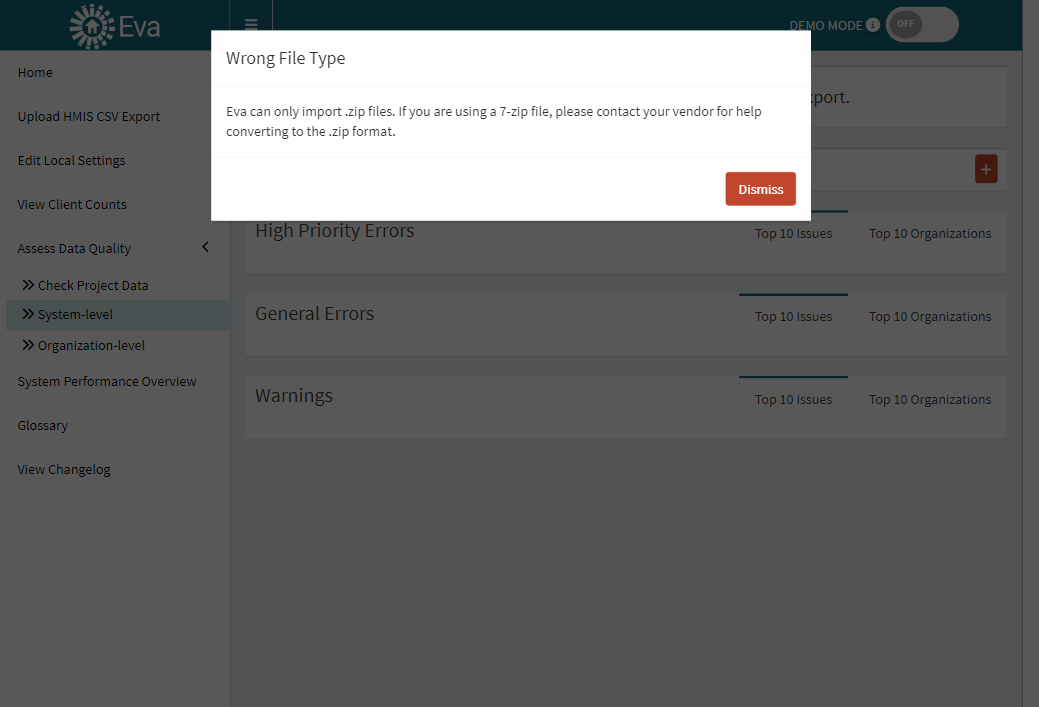 Eva
DEMO MODE
OFF
Wrong File Type
Eva can only import .zip files. If you are using a 7-zip file, please contact your vendor for help
converting to the .zip format.
Dismiss
Home
Upload HMIS CSV Export
Edit Local Settings
View Client Counts
Assess Data Quality
Check Project Data
System-level
Organization-level
System Performance Overview
Glossary
View Changelog
+
High Priority Errors
Top 10 Issues
Top 10 Organizations
General Errors
Top 10 Issues
Top 10 Organizations
Warnings
Top 10 Issues
Top 10 Organizations